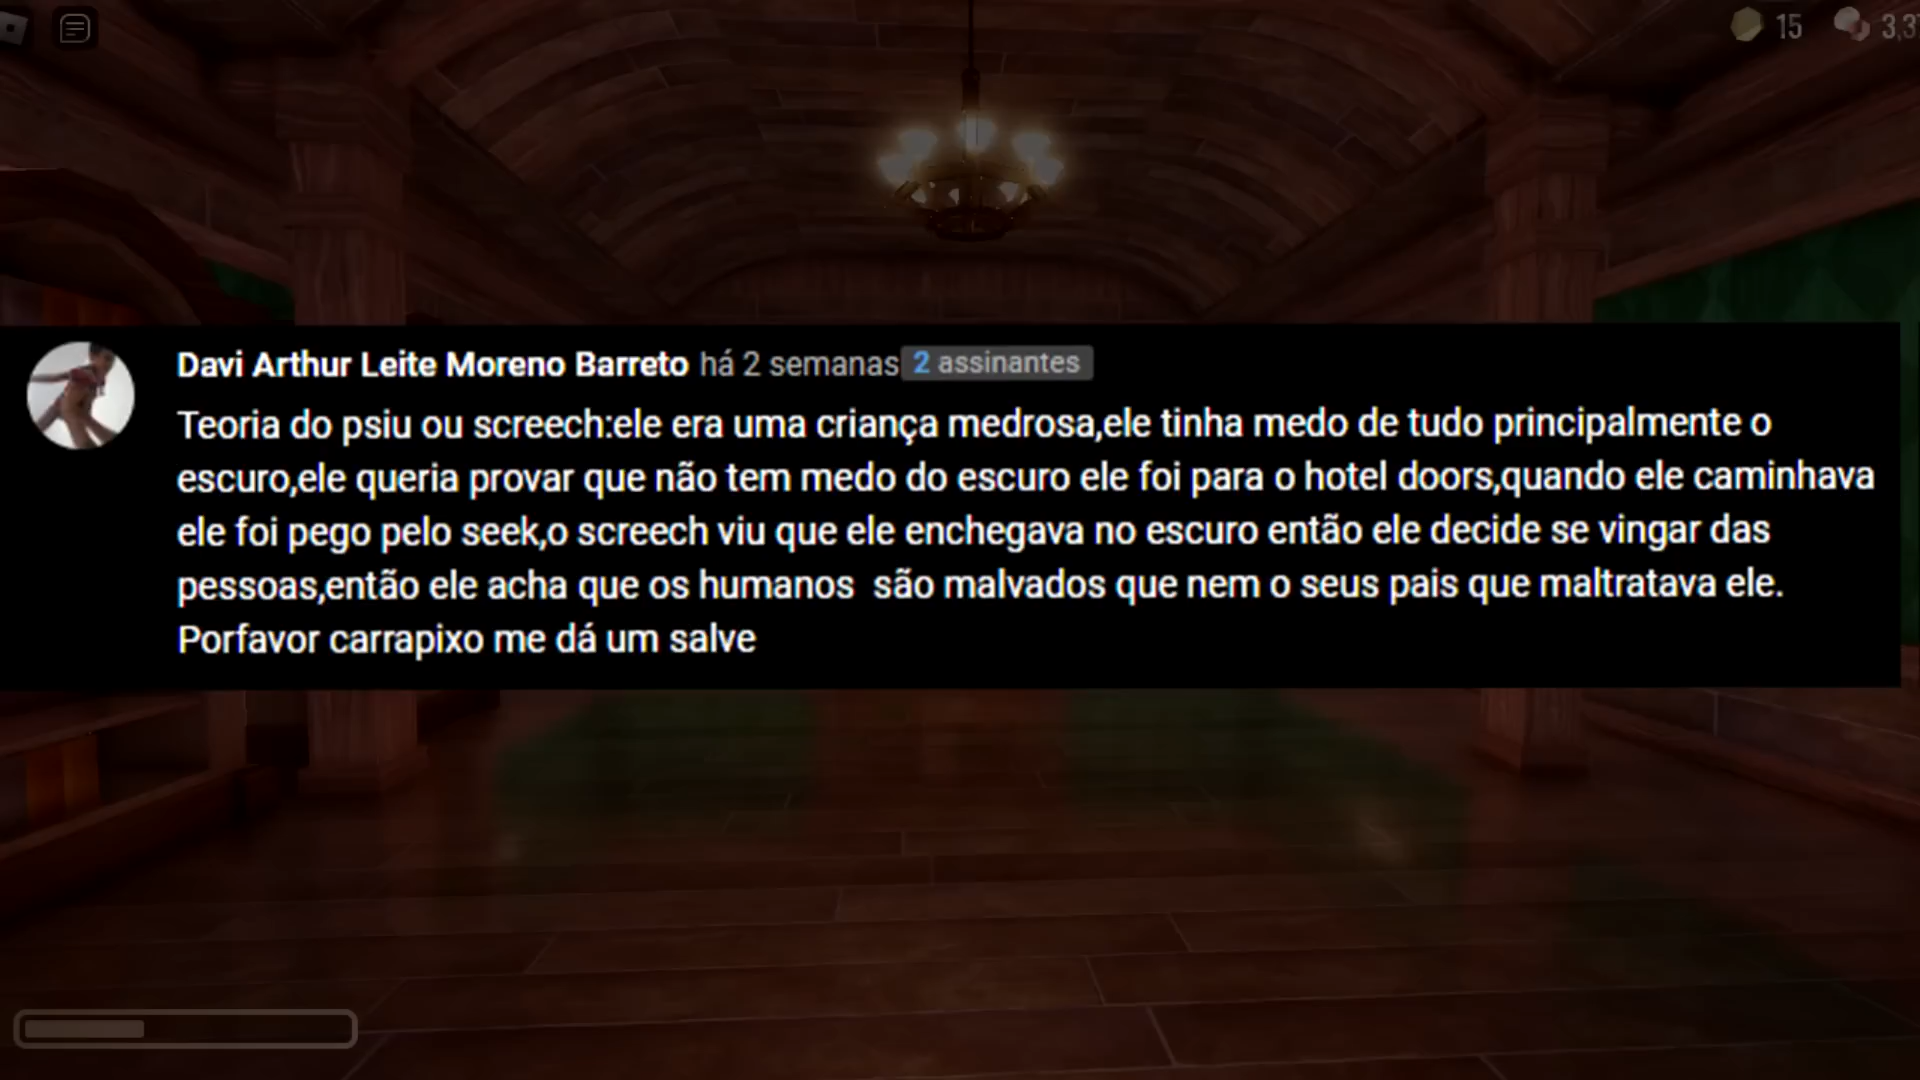 15
3,3
Davi Arthur Leite Moreno Barreto há 2 semanas 2 assinantes
Teoria do psiu ou screech:ele era uma criança medrosa,ele tinha medo de tudo principalmente o
escuro,ele queria provar que não tem medo do escuro ele foi para o hotel doors,quando ele caminhava
ele foi pego pelo seek,o screech viu que ele enchegava no escuro então ele decide se vingar das
pessoas,então ele acha que os humanos  são malvados que nem o seus pais que maltratava ele.
Porfavor carrapixo me dá um salve